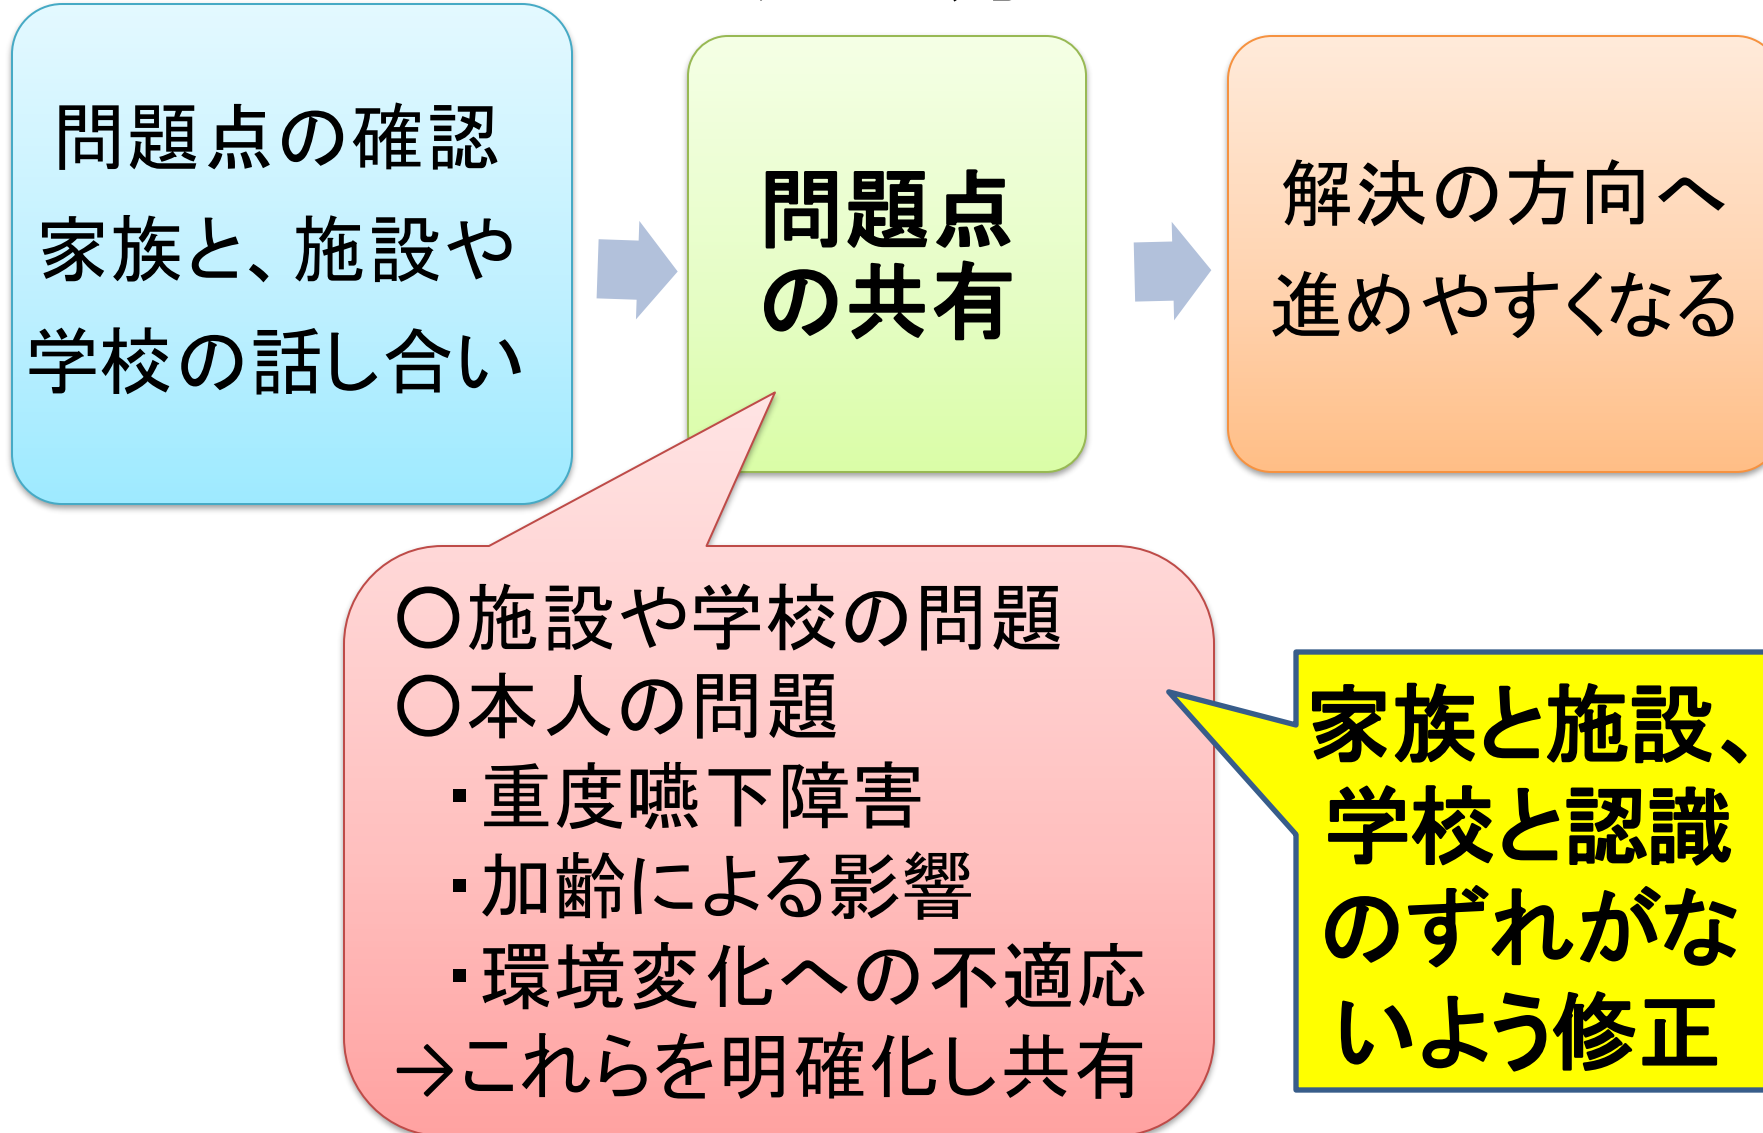 問題点の確認
家族と、施設や
学校の話し合い
問題点
の共有
解決の方向へ
進めやすくなる
〇施設や学校の問題
〇本人の問題
・重度嚥下障害
・加齢による影響
・環境変化への不適応
→これらを明確化し共有
家族と施設、
学校と認識
のずれがな
いよう修正